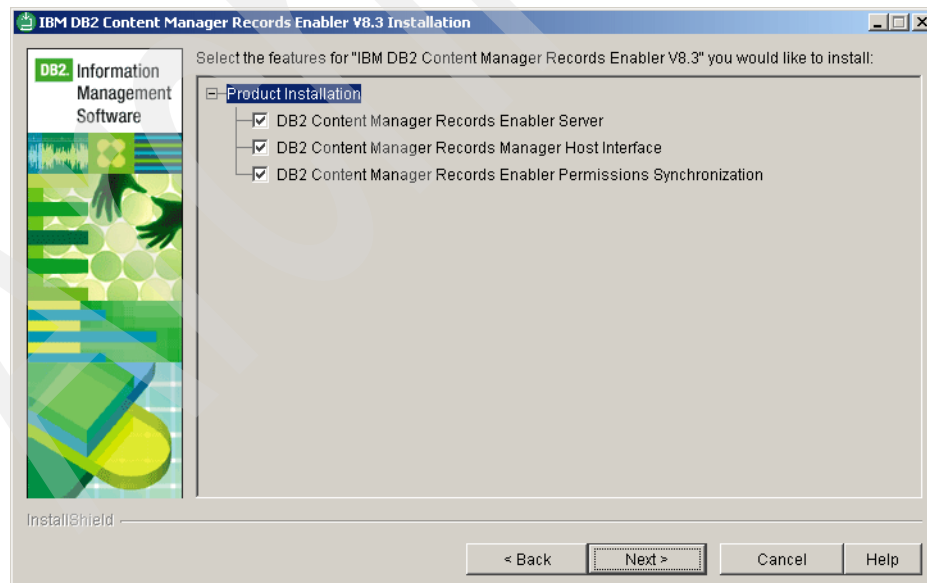 IBM DB2 Content Manager Records Enabler V8.3 Installation
DB2. Information
Management
Software
Select the features for "IBM DB2 Content Manager Records Enabler V8.3" you would like to install:
Product Installation
DB2 Content Manager Records Enabler Server
DB2 Content Manager Records Manager Host Interface
DB2 Content Manager Records Enabler Permissions Synchronization
InstallShield
< Back
Next >
Cancel
Help